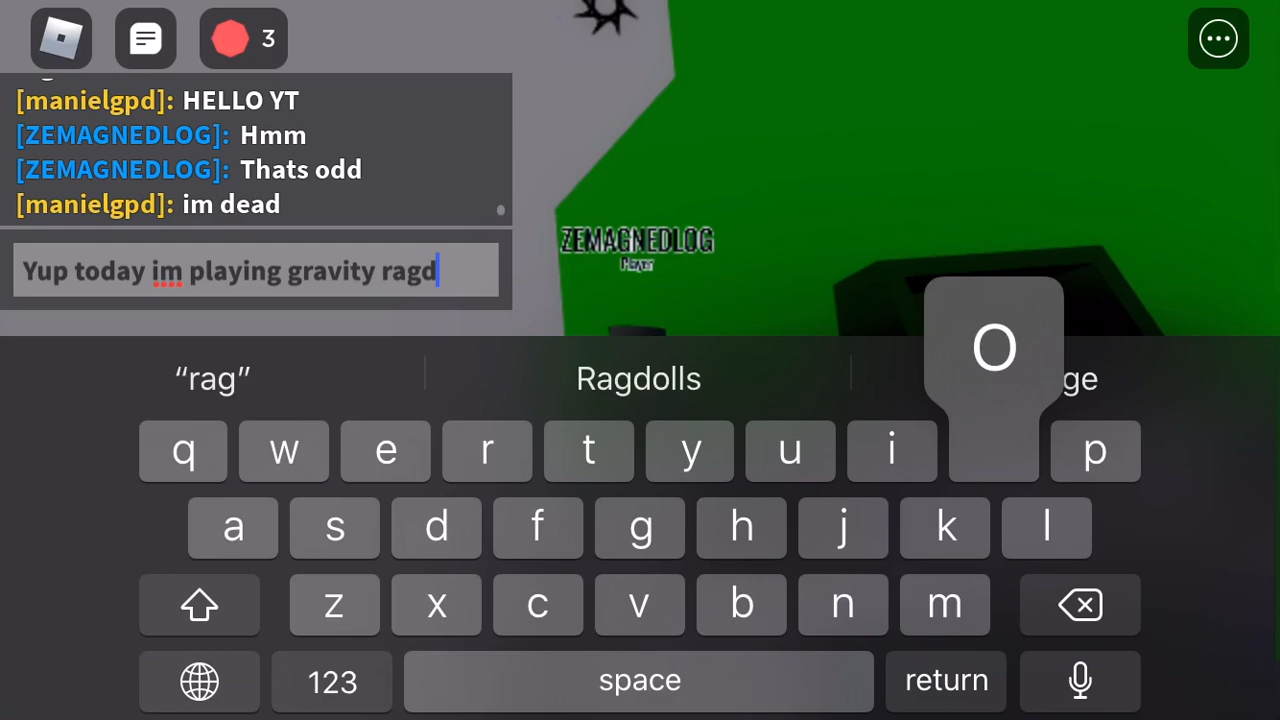 3
[manielgpd]: HELLO YT
[ZEMAGNEDLOG]: Hmm
[ZEMAGNEDLOG]: Thats odd
[manielgpd]: im dead
Yup today im playing gravity ragd
ZEMAGNEDLOG
Player
O
“rag” Ragdolls ge
q w e r t y u i p
a s d f g h j k l
z x c v b n m
123 space return